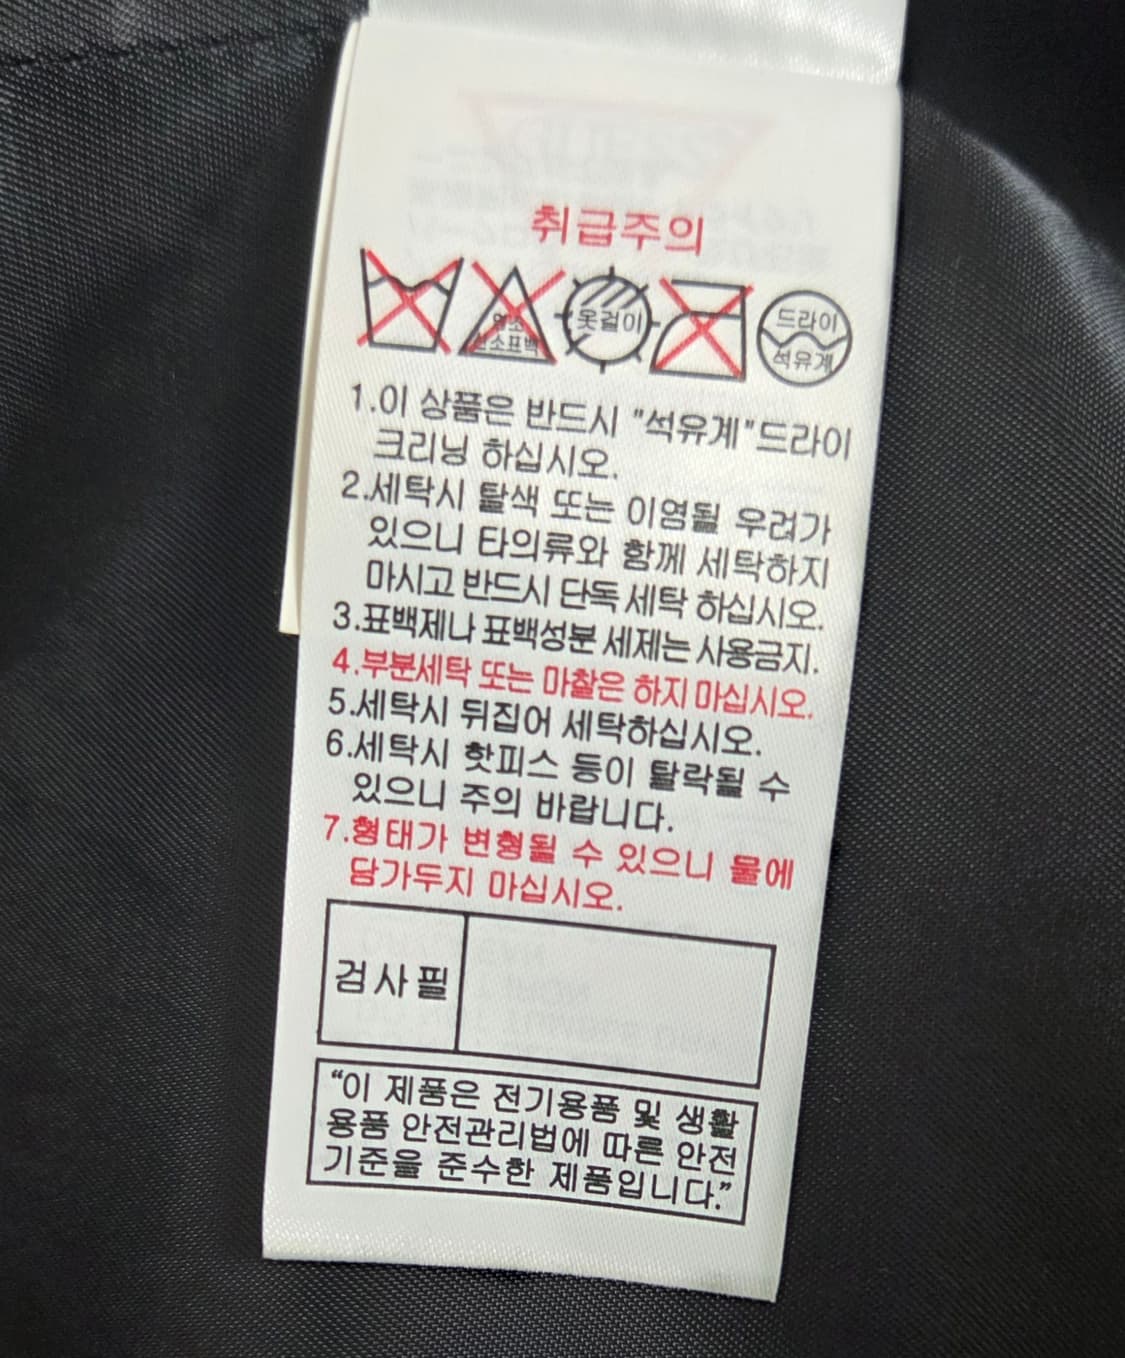 취급주의
염소
산소표백
옷걸이
드라이
석유계
1.이 상품은 반드시 "석유계"드라이
크리닝 하십시오.
2.세탁시 탈색 또는 이염될 우려가
있으니 타의류와 함께 세탁하지
마시고 반드시 단독 세탁 하십시오.
3.표백제나 표백성분 세제는 사용금지.
4.부분세탁 또는 마찰은 하지 마십시오.
5.세탁시 뒤집어 세탁하십시오.
6.세탁시 핫피스 등이 탈락될 수
있으니 주의 바랍니다.
7.형태가 변형될 수 있으니 물에
담가두지 마십시오.
검사필
“이 제품은 전기용품 및 생활
용품 안전관리법에 따른 안전
기준을 준수한 제품입니다.”